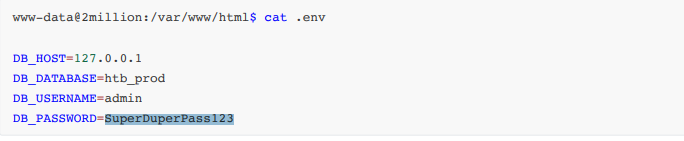 www-data@2million:/var/www/html$ cat .env
DB_HOST=127.0.0.1
DB_DATABASE=htb_prod
DB_USERNAME=admin
DB_PASSWORD=SuperDuperPass123